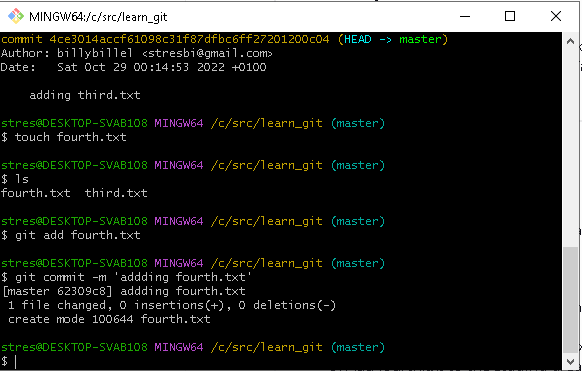 MINGW64:/c/src/learn_git
commit 4ce3014accf61098c31f87dfbc6ff27201200c04 (HEAD -> master)
Author: billybillel <stresbi@gmail.com>
Date:   Sat Oct 29 00:14:53 2022 +0100
    adding third.txt
stres@DESKTOP-SVAB108 MINGW64 /c/src/learn_git (master)
$ touch fourth.txt
stres@DESKTOP-SVAB108 MINGW64 /c/src/learn_git (master)
$ ls
fourth.txt  third.txt
stres@DESKTOP-SVAB108 MINGW64 /c/src/learn_git (master)
$ git add fourth.txt
stres@DESKTOP-SVAB108 MINGW64 /c/src/learn_git (master)
$ git commit -m 'addding fourth.txt'
[master 62309c8] addding fourth.txt
 1 file changed, 0 insertions(+), 0 deletions(-)
 create mode 100644 fourth.txt
stres@DESKTOP-SVAB108 MINGW64 /c/src/learn_git (master)
$